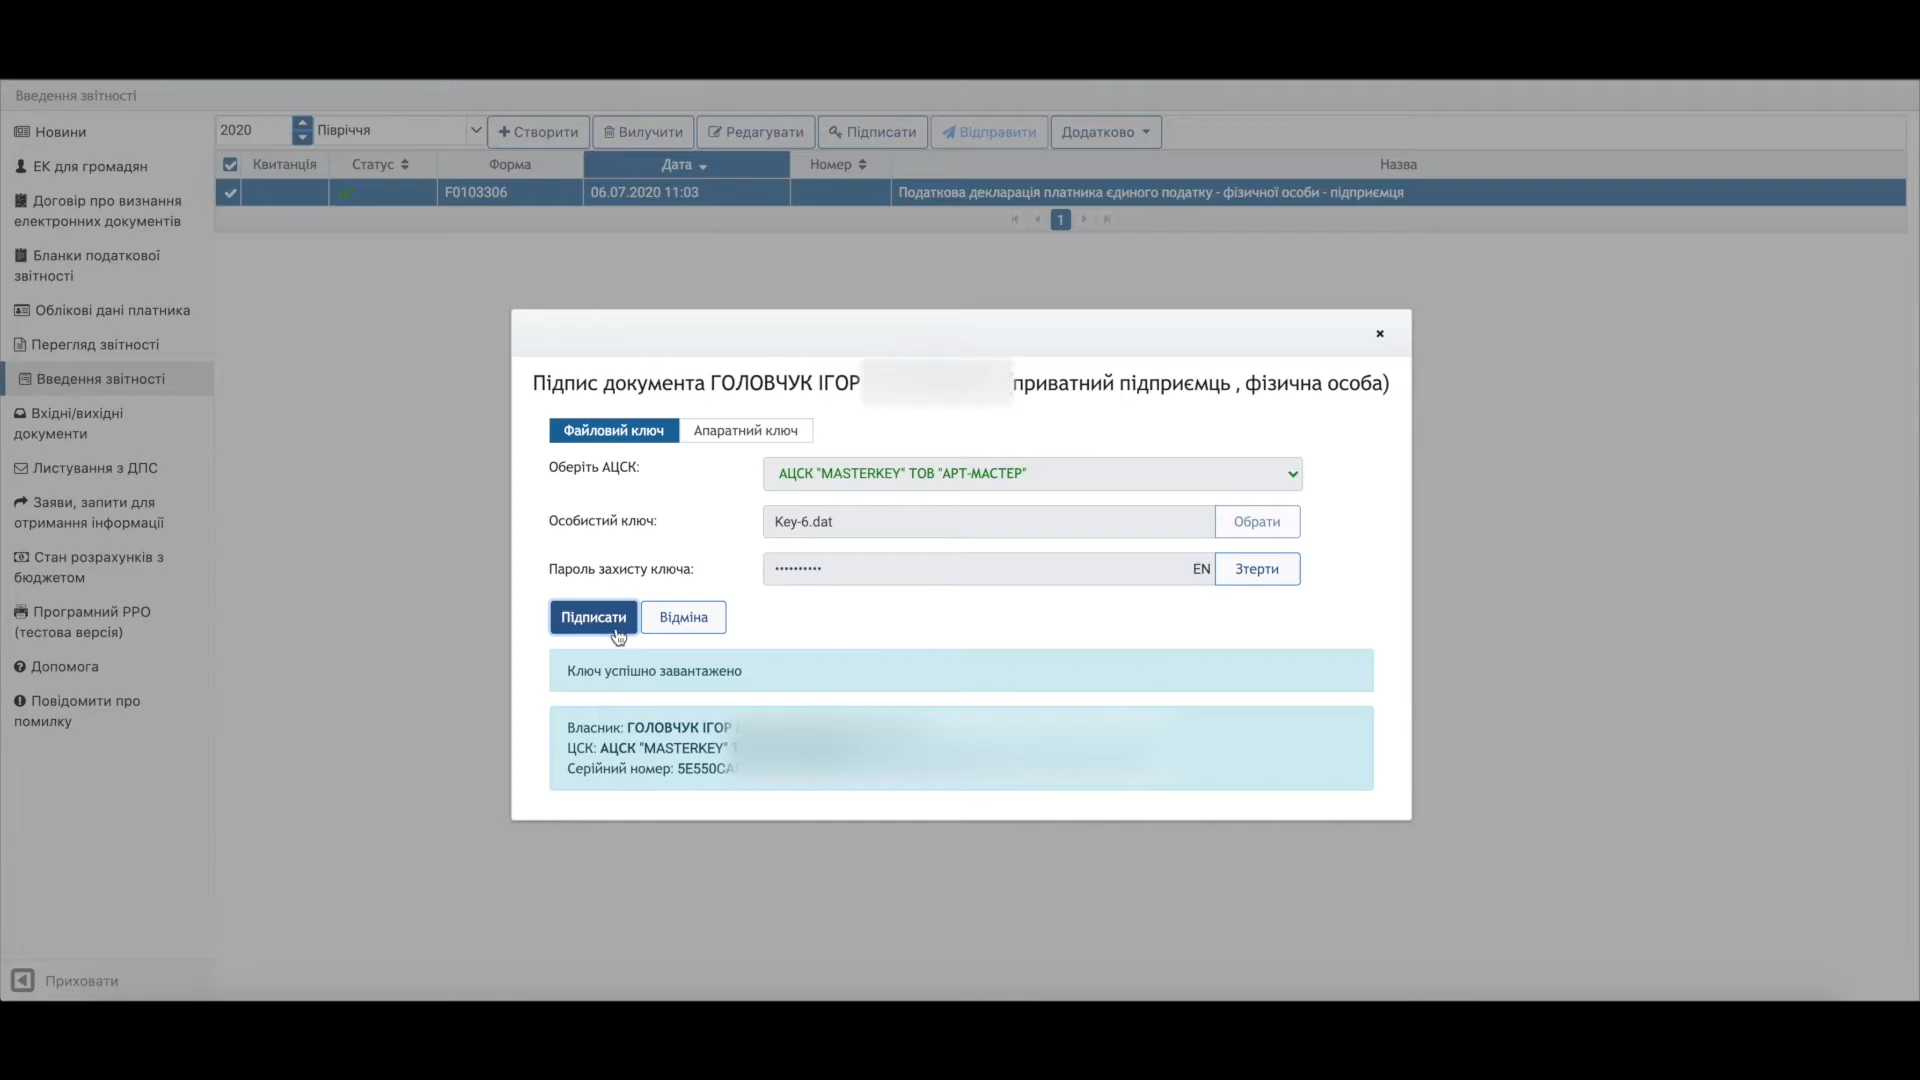 Введення звітності
Новини
ЕК для громадян
Договір про визнання
електронних документів
Бланки податкової
звітності
Облікові дані платника
Перегляд звітності
Введення звітності
Вхідні/вихідні
документи
Листування з ДПС
Заяви, запити для
отримання інформації
Стан розрахунків з
бюджетом
Програмний РРО
(тестова версія)
Допомога
Повідомити про
помилку
Приховати
2020 Півріччя Створити Вилучити Редагувати Підписати Відправити Додатково
Квитанція Статус Форма Дата Номер Назва
F0103306 06.07.2020 11:03 Податкова декларація платника єдиного податку - фізичної особи - підприємця
1
Підпис документа ГОЛОВЧУК ІГОР приватний підприємць , фізична особа)
Файловий ключ Апаратний ключ
Оберіть АЦСК: АЦСК "MASTERKEY" ТОВ "АРТ-МАСТЕР"
Особистий ключ: Key-6.dat Обрати
Пароль захисту ключа: •••••••••• EN Зтерти
Підписати Відміна
Ключ успішно завантажено
Власник: ГОЛОВЧУК ІГОР
ЦСК: АЦСК "MASTERKEY"
Серійний номер: 5E550CA